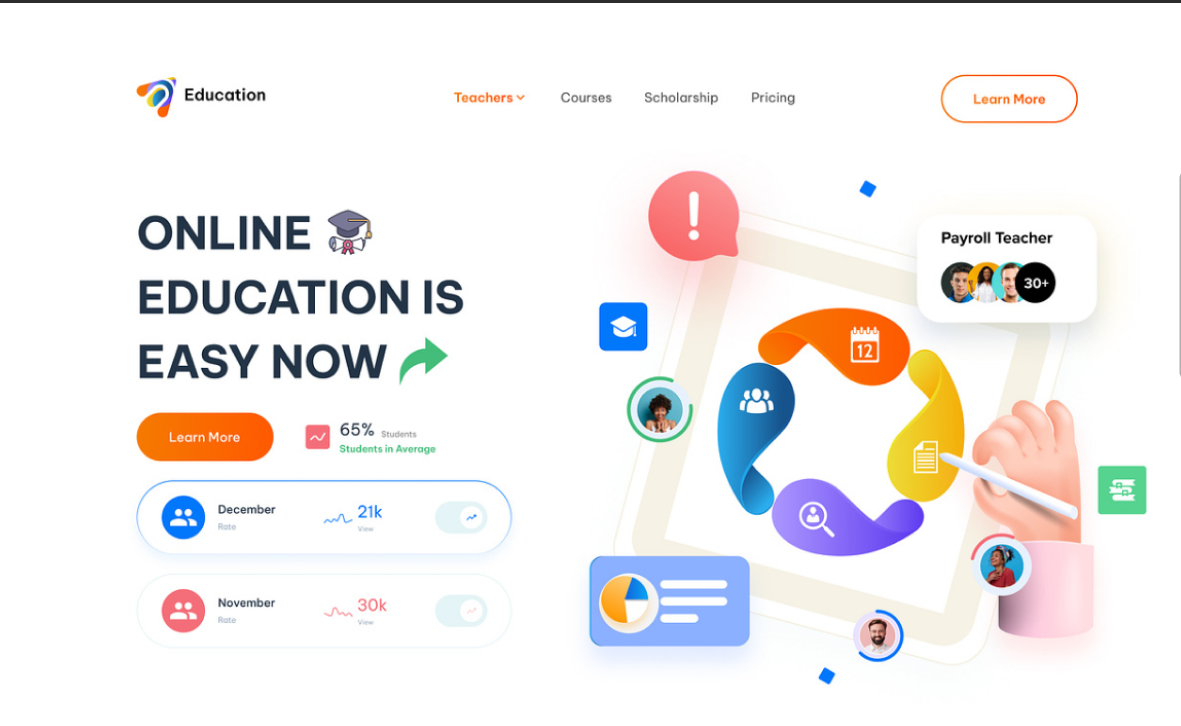 Education
Teachers
Courses
Scholarship
Pricing
Learn More
ONLINE
EDUCATION IS
EASY NOW
Learn More
65% Students
Students in Average
December
Rate
21k
View
November
Rate
30k
View
!
Payroll Teacher
30+
12